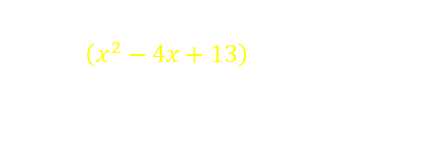 (x² − 4x + 13)